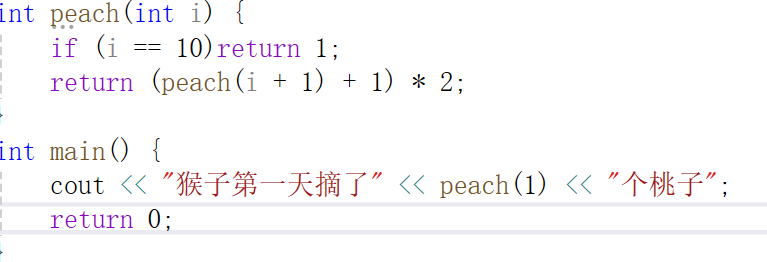 int peach(int i) {
if (i == 10)return 1;
return (peach(i + 1) + 1) * 2;
}
int main() {
cout << "猴子第一天摘了" << peach(1) << "个桃子";
return 0;
}